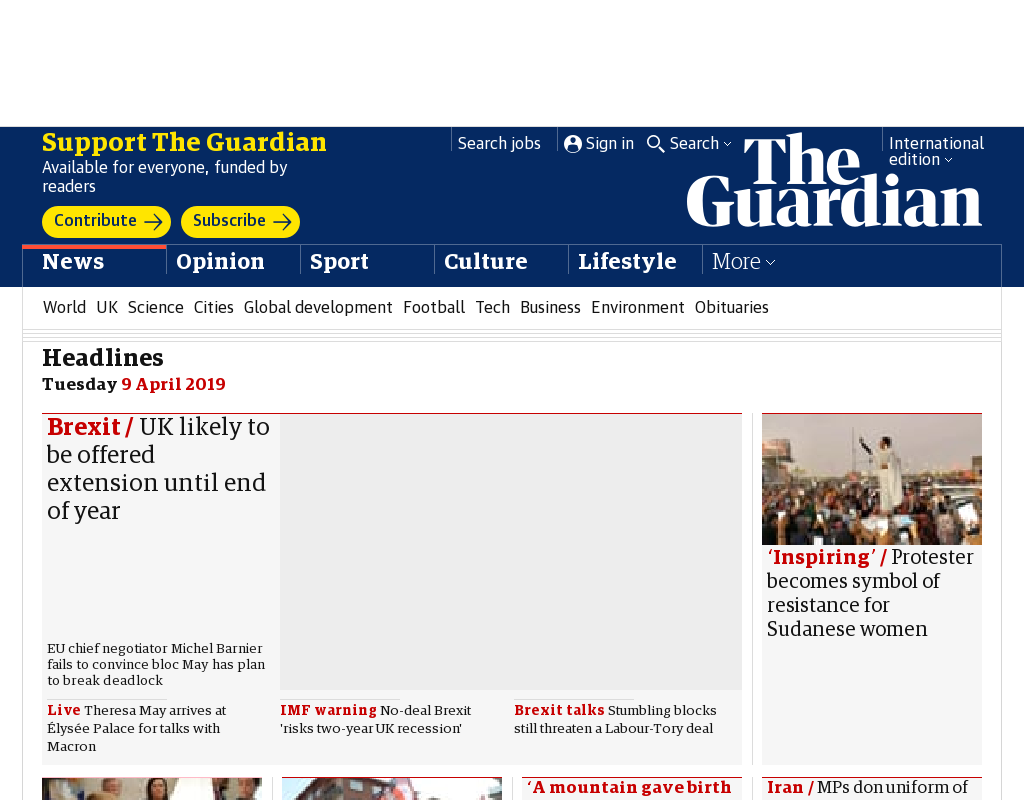 Support The Guardian
Available for everyone, funded by
readers
Contribute
Subscribe
Search jobs
Sign in
Search
The
Guardian
International
edition
News
Opinion
Sport
Culture
Lifestyle
More
World UK Science Cities Global development Football Tech Business Environment Obituaries
Headlines
Tuesday 9 April 2019
Brexit / UK likely to
be offered
extension until end
of year
EU chief negotiator Michel Barnier
fails to convince bloc May has plan
to break deadlock
Live Theresa May arrives at
Élysée Palace for talks with
Macron
IMF warning No-deal Brexit
'risks two-year UK recession'
Brexit talks Stumbling blocks
still threaten a Labour-Tory deal
‘Inspiring’ / Protester
becomes symbol of
resistance for
Sudanese women
‘A mountain gave birth
Iran / MPs don uniform of